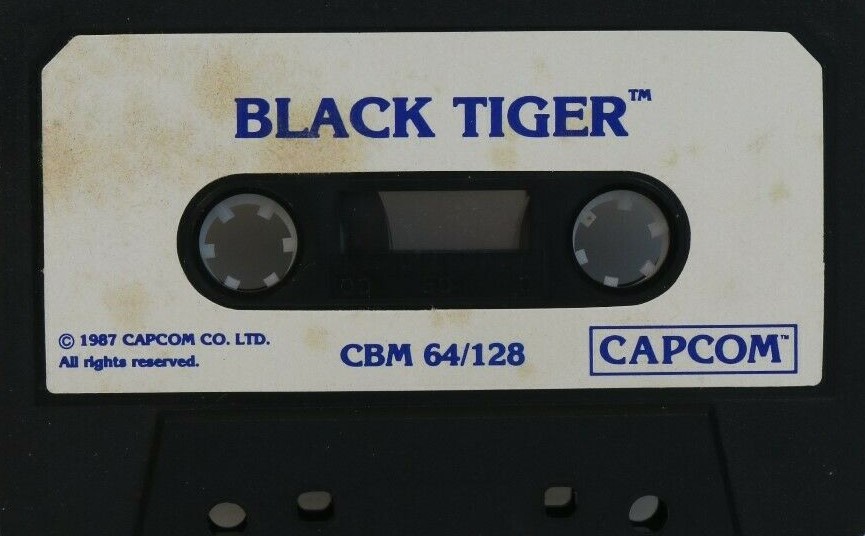 BLACK TIGER™
© 1987 CAPCOM CO. LTD.
All rights reserved.
CBM 64/128
CAPCOM™